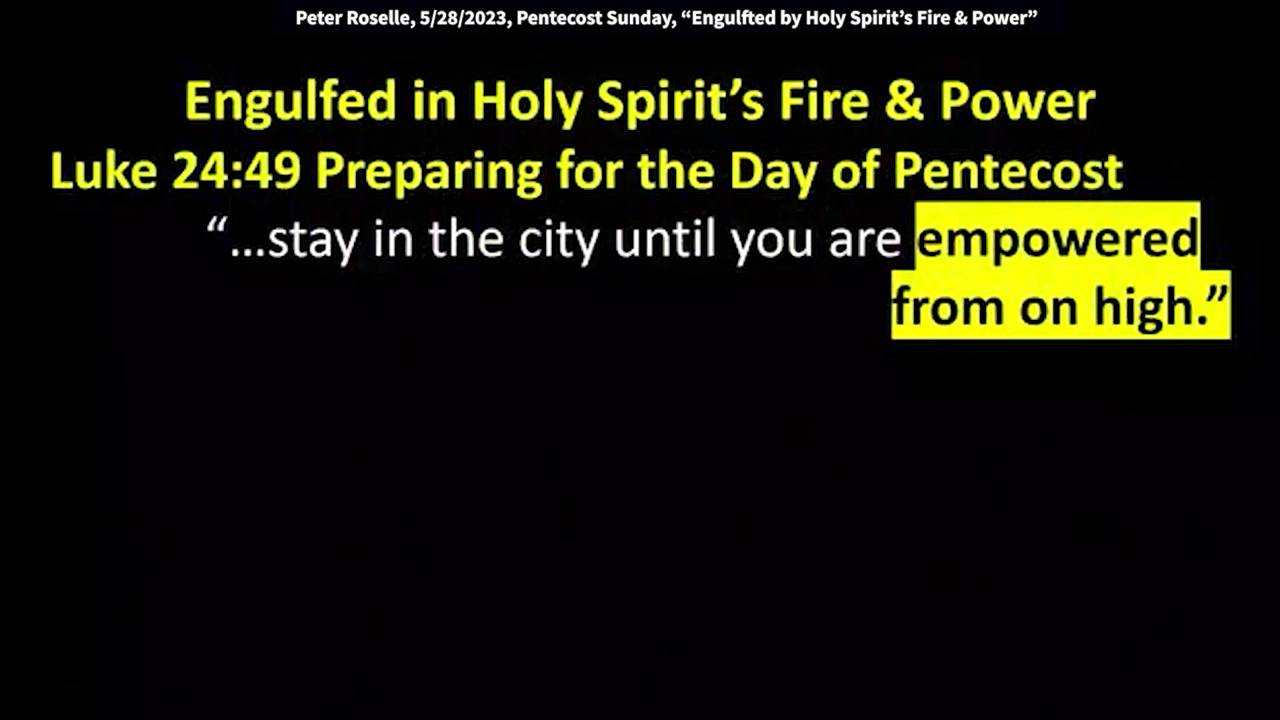 Peter Roselle, 5/28/2023, Pentecost Sunday, “Engulfted by Holy Spirit’s Fire & Power”
Engulfed in Holy Spirit’s Fire & Power
Luke 24:49 Preparing for the Day of Pentecost
“…stay in the city until you are empowered
from on high.”